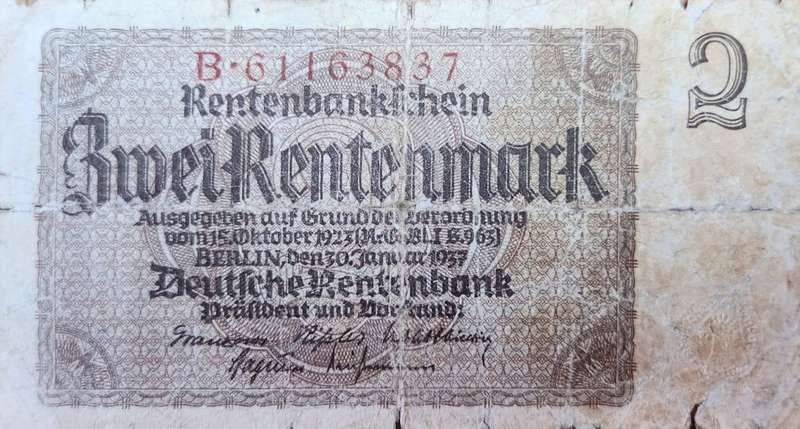 B·61163837
2
Rentenbankschein
Zwei Rentenmark
Ausgegeben auf Grund der Verordnung
vom 15. Oktober 1923 (R.G.Bl.I S.963)
BERLIN, den 30. Januar 1937
Deutsche Rentenbank
Präsident und Vorstand: